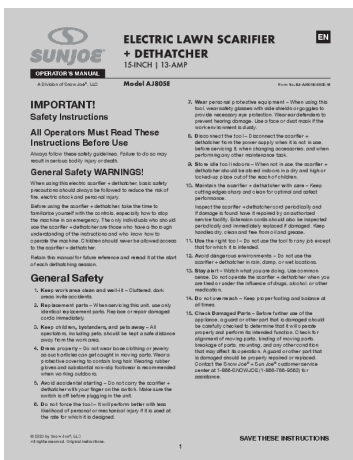 SUNJOE®
OPERATOR'S MANUAL
ELECTRIC LAWN SCARIFIER
+ DETHATCHER
15-INCH | 13-AMP
EN
A Division of Snow Joe®, LLC
Model AJ805E
IMPORTANT!
Safety Instructions
All Operators Must Read These
Instructions Before Use
Always follow these safety guidelines. Failure to do so may
result in serious bodily injury or death.
General Safety WARNINGS!
When using this electric scarifier + dethatcher, basic safety
precautions should always be followed to reduce the risk of
fire, electric shock and personal injury.
Before using the scarifier + dethatcher, take the time to
familiarize yourself with the controls, especially how to stop
the machine in an emergency. The only individuals who should
use the scarifier + dethatcher are those who have a thorough
understanding of the instructions and who know how to
operate the machine. Children should never be allowed access
to the scarifier + dethatcher.
Retain this manual for future reference and reread it at the start
of each dethatching season.
General Safety
1. Keep work area clean and well-lit – Cluttered, dark
areas invite accidents.
2. Replacement parts – When servicing this unit, use only
identical replacement parts. Replace or repair damaged
cords immediately.
3. Keep children, bystanders, and pets away – All
spectators, including pets, should be kept a safe distance
away from the work area.
4. Dress properly – Do not wear loose clothing or jewelry
as such articles can get caught in moving parts. Wear a
protective covering to contain long hair. Wearing rubber
gloves and substantial non-slip footwear is recommended
when working outdoors.
5. Avoid accidental starting – Do not carry the scarifier +
dethatcher with your finger on the switch. Make sure the
switch is off before plugging in the unit.
6. Do not force the tool – It will perform better with less
likelihood of personal or mechanical injury if it is used at
the rate for which it is designed.
7. Wear personal protective equipment – When using this
tool, wear safety glasses with side shields or goggles to
provide necessary eye protection. Wear ear defenders to
prevent hearing damage. Use a face or dust mask if the
work environment is dusty.
8. Disconnect the tool – Disconnect the scarifier +
dethatcher from the power supply when it is not in use,
before servicing it, when changing accessories, and when
performing any other maintenance task.
9. Store idle tool indoors – When not in use, the scarifier +
dethatcher should be stored indoors in a dry and high or
locked-up place out of the reach of children.
10. Maintain the scarifier + dethatcher with care – Keep
cutting edges sharp and clean for optimal and safest
performance.
Inspect the scarifier + dethatcher cord periodically and
if damage is found have it repaired by an authorized
service facility. Extension cords should also be inspected
periodically and immediately replaced if damaged. Keep
handles dry, clean and free from oil and grease.
11. Use the right tool – Do not use the tool for any job except
that for which it is intended.
12. Avoid dangerous environments – Do not use the
scarifier + dethatcher in rain, damp, or wet locations.
13. Stay alert – Watch what you are doing. Use common
sense. Do not operate the scarifier + dethatcher when you
are tired or under the influence of drugs, alcohol, or other
medication.
14. Do not overreach – Keep proper footing and balance at
all times.
15. Check Damaged Parts – Before further use of the
appliance, a guard or other part that is damaged should
be carefully checked to determine that it will operate
properly and perform its intended function. Check for
alignment of moving parts, binding of moving parts,
breakage of parts, mounting, and any other condition
that may affect its operation. A guard or other part that
is damaged should be properly repaired or replaced.
Contact the Snow Joe® + Sun Joe® customer service
center at 1-866-SNOWJOE (1-866-766-9563) for
assistance.
by Snow Joe®, LLC
All rights reserved. Original instructions.
1
SAVE THESE INSTRUCTIONS